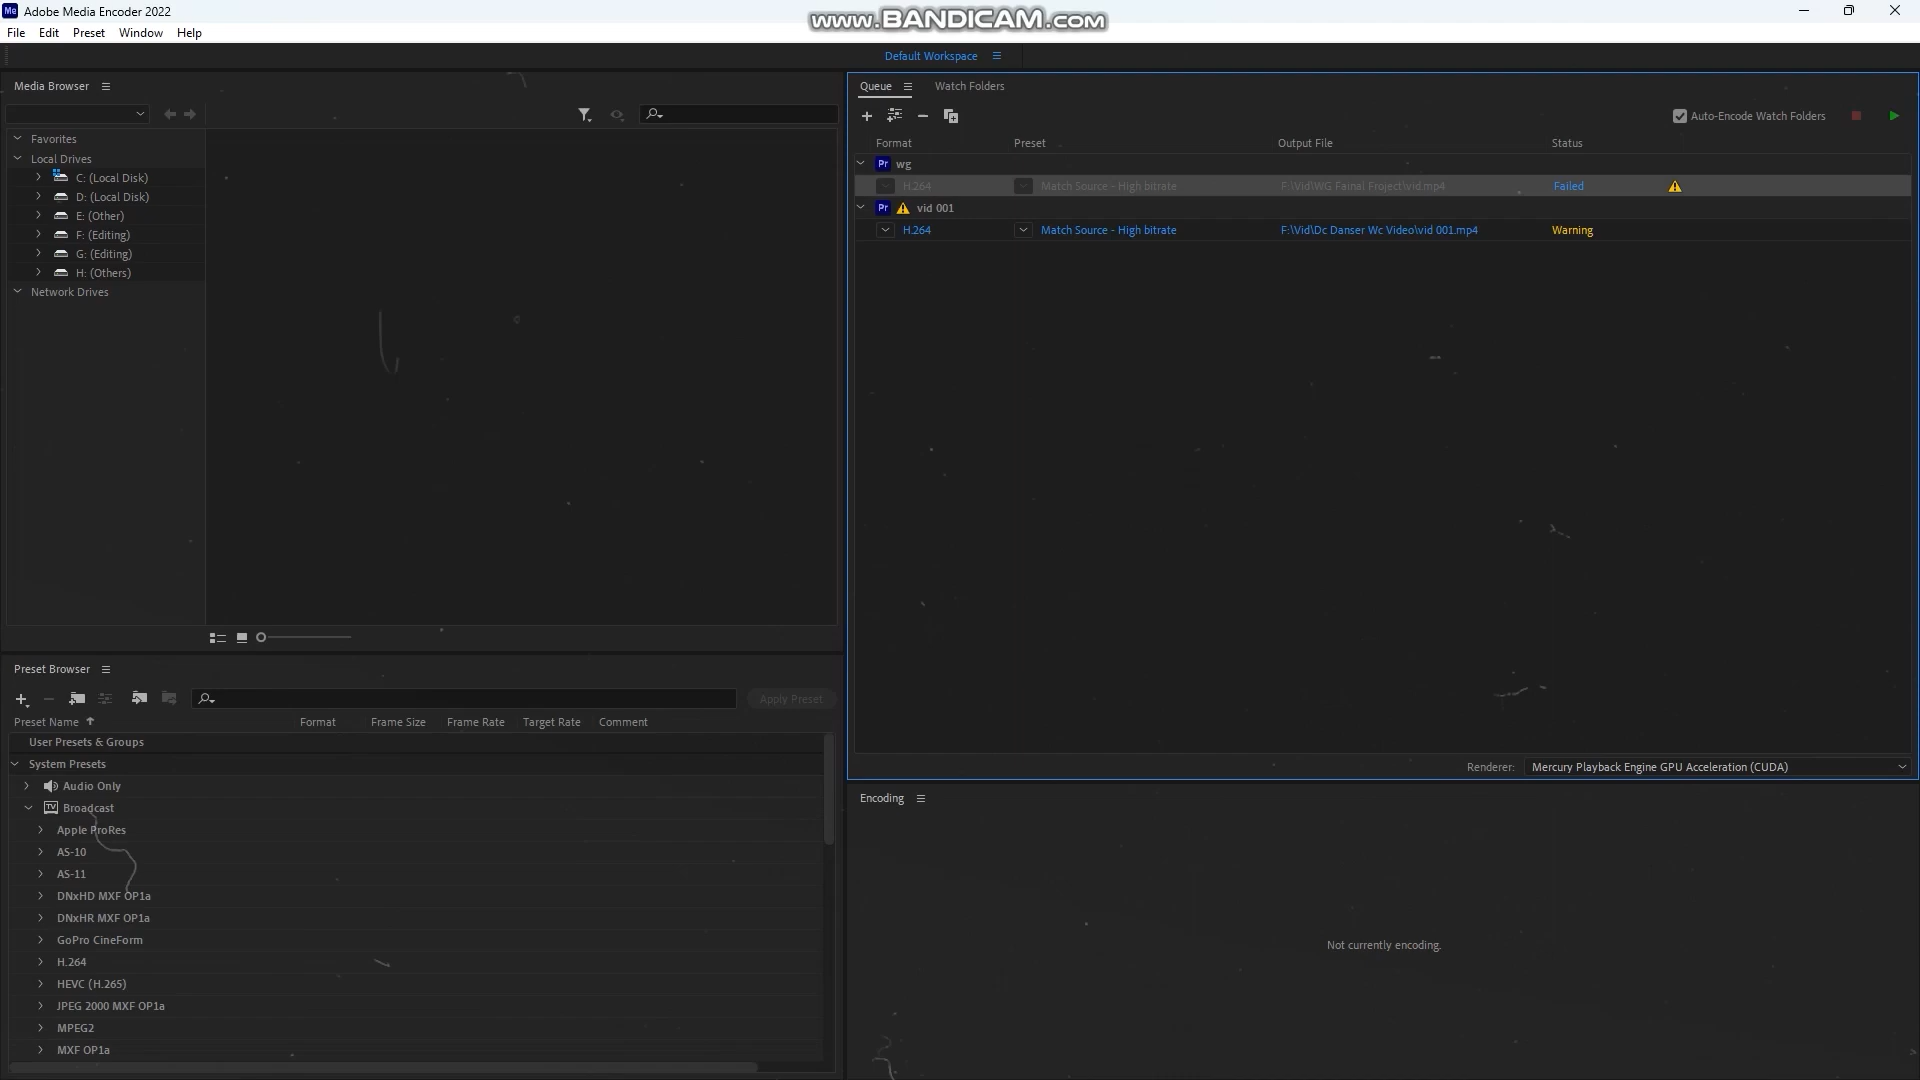 Me Adobe Media Encoder 2022
www.BANDICAM.com
File Edit Preset Window Help
Default Workspace
Media Browser
Favorites
Local Drives
C: (Local Disk)
D: (Local Disk)
E: (Other)
F: (Editing)
G: (Editing)
H: (Others)
Network Drives
Queue Watch Folders
Auto-Encode Watch Folders
Format Preset Output File Status
Pr wg
H.264 Match Source - High bitrate F:\Vid\WG Fainal Project\vid.mp4 Failed
Pr vid 001
H.264 Match Source - High bitrate F:\Vid\Dc Danser Wc Video\vid 001.mp4 Warning
Renderer: Mercury Playback Engine GPU Acceleration (CUDA)
Preset Browser
Apply Preset
Preset Name Format Frame Size Frame Rate Target Rate Comment
User Presets & Groups
System Presets
Audio Only
TV Broadcast
Apple ProRes
AS-10
AS-11
DNxHD MXF OP1a
DNxHR MXF OP1a
GoPro CineForm
H.264
HEVC (H.265)
JPEG 2000 MXF OP1a
MPEG2
MXF OP1a
Encoding
Not currently encoding.